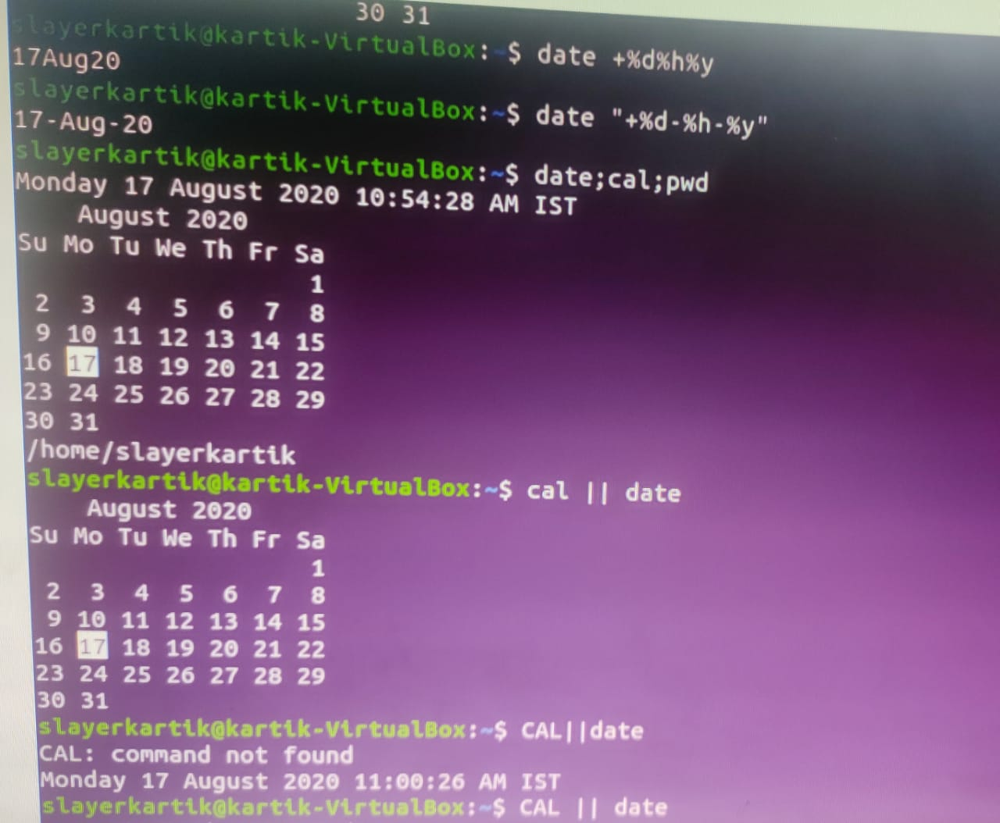 30 31
slayerkartik@kartik-VirtualBox:~$ date +%d%h%y
17Aug20
slayerkartik@kartik-VirtualBox:~$ date "+%d-%h-%y"
17-Aug-20
slayerkartik@kartik-VirtualBox:~$ date;cal;pwd
Monday 17 August 2020 10:54:28 AM IST
August 2020
Su Mo Tu We Th Fr Sa
1
2 3 4 5 6 7 8
9 10 11 12 13 14 15
16 17 18 19 20 21 22
23 24 25 26 27 28 29
30 31
/home/slayerkartik
slayerkartik@kartik-VirtualBox:~$ cal || date
August 2020
Su Mo Tu We Th Fr Sa
1
2 3 4 5 6 7 8
9 10 11 12 13 14 15
16 17 18 19 20 21 22
23 24 25 26 27 28 29
30 31
slayerkartik@kartik-VirtualBox:~$ CAL||date
CAL: command not found
Monday 17 August 2020 11:00:26 AM IST
slayerkartik@kartik-VirtualBox:~$ CAL || date